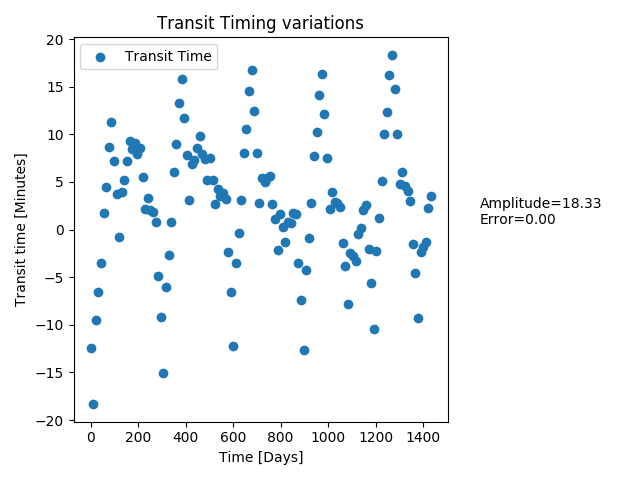 Transit Timing variations
Transit Time
20
15
10
5
0
−5
−10
−15
−20
Transit time [Minutes]
0 200 400 600 800 1000 1200 1400
Time [Days]
Amplitude=18.33
Error=0.00